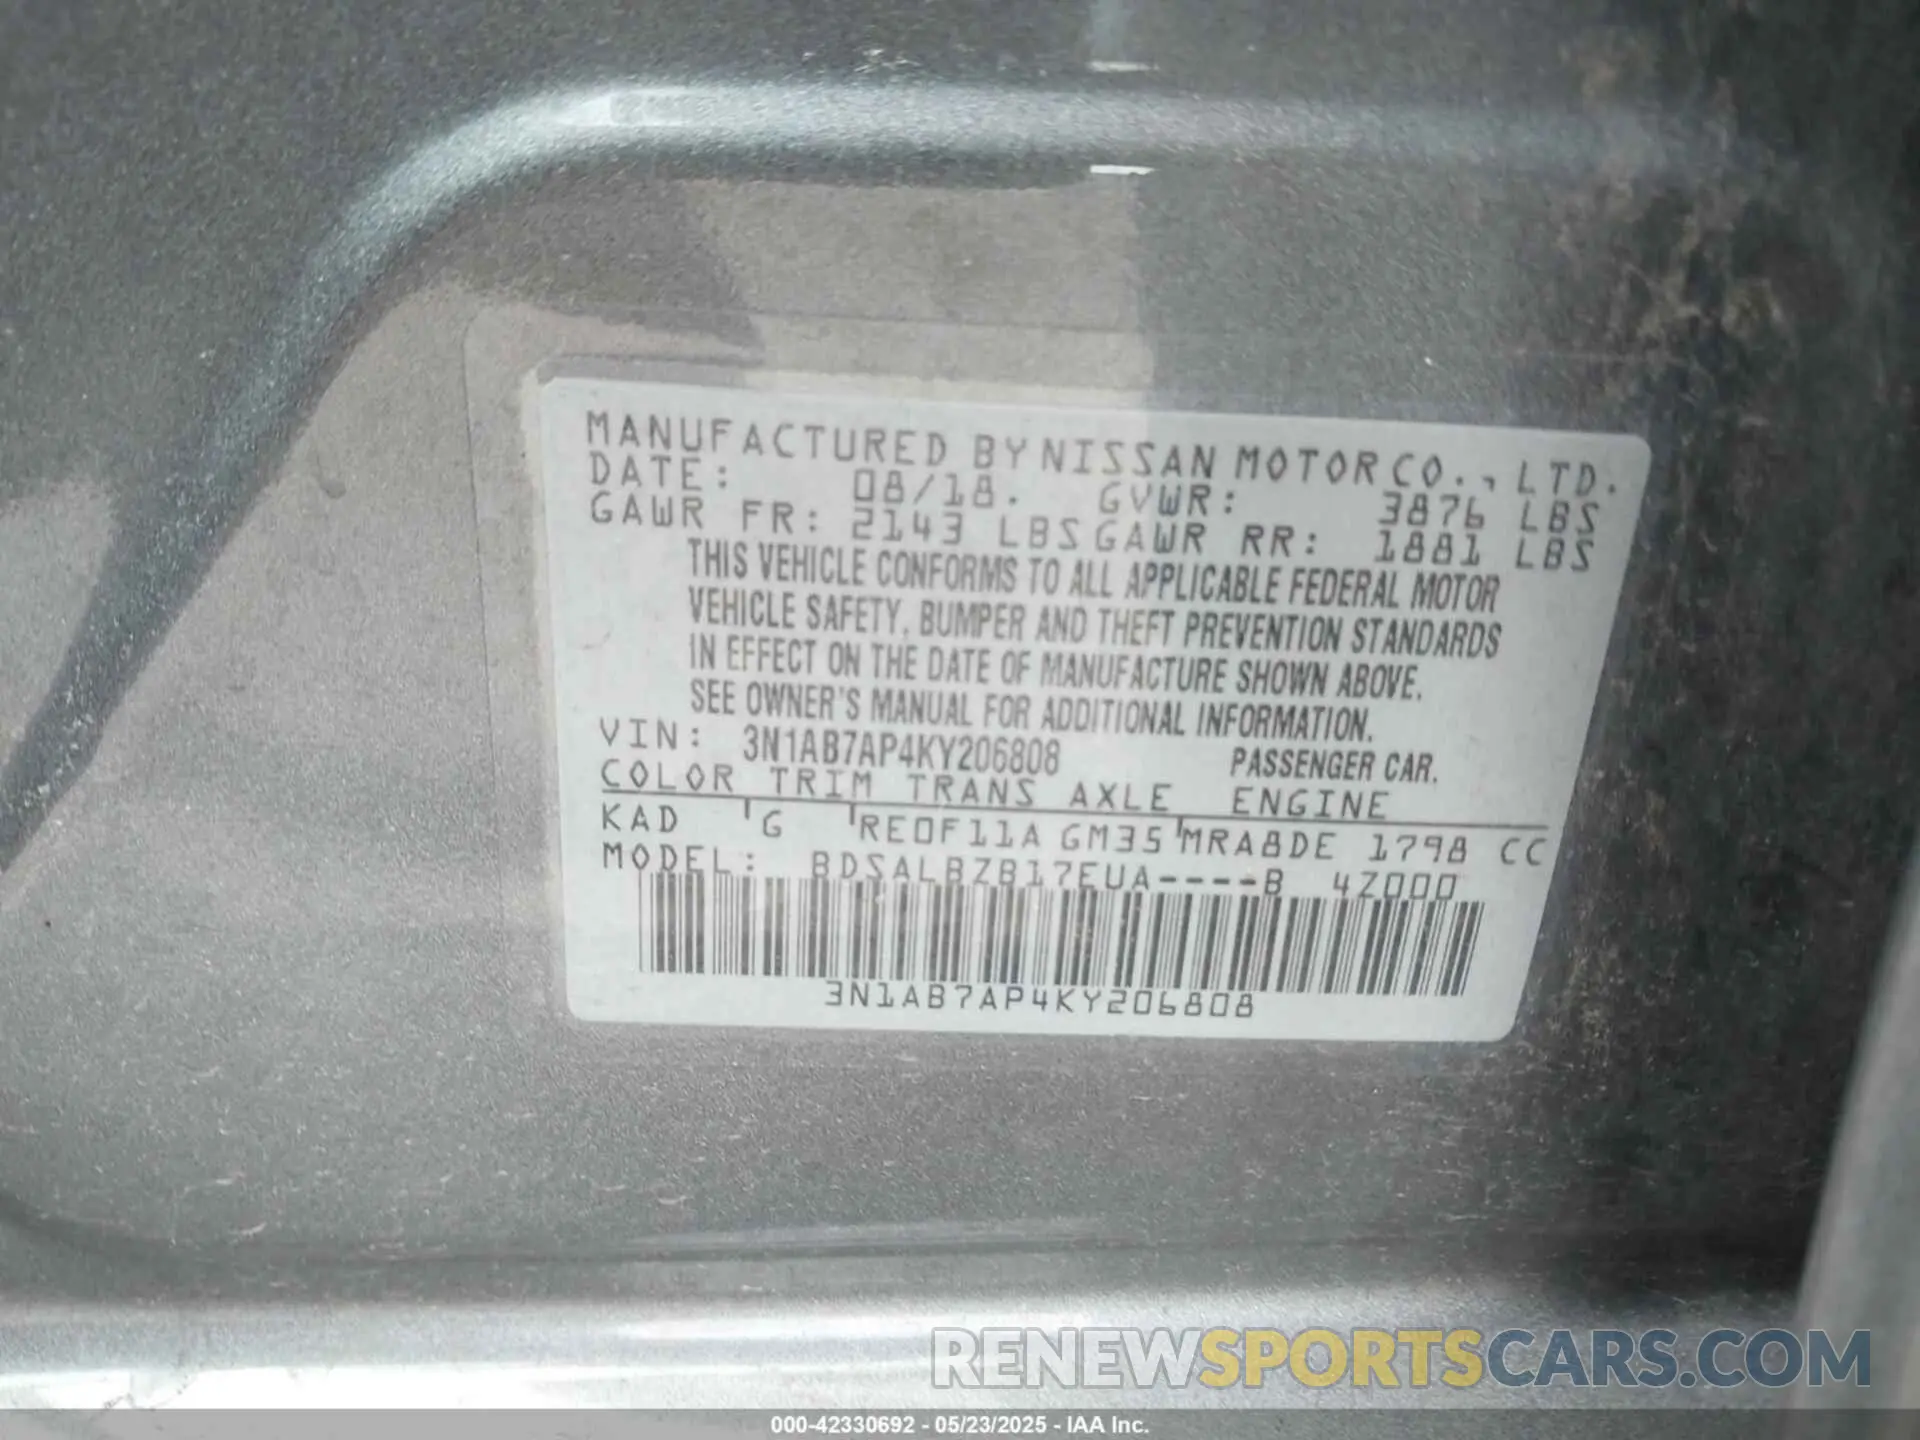 MANUFACTURED BY NISSAN MOTOR CO., LTD.
DATE: 08/18. GVWR: 3876 LBS
GAWR FR: 2143 LBS GAWR RR: 1881 LBS
THIS VEHICLE CONFORMS TO ALL APPLICABLE FEDERAL MOTOR
VEHICLE SAFETY, BUMPER AND THEFT PREVENTION STANDARDS
IN EFFECT ON THE DATE OF MANUFACTURE SHOWN ABOVE.
SEE OWNER'S MANUAL FOR ADDITIONAL INFORMATION.
VIN: 3N1AB7AP4KY206808 PASSENGER CAR.
COLOR TRIM TRANS AXLE ENGINE
KAD G RE0F11A GM35 MRA8DE 1798 CC
MODEL: BDSALBZB17EUA----B 4Z000
3N1AB7AP4KY206808
RENEWSPORTSCARS.COM
000-42330692 - 05/23/2025 - IAA Inc.